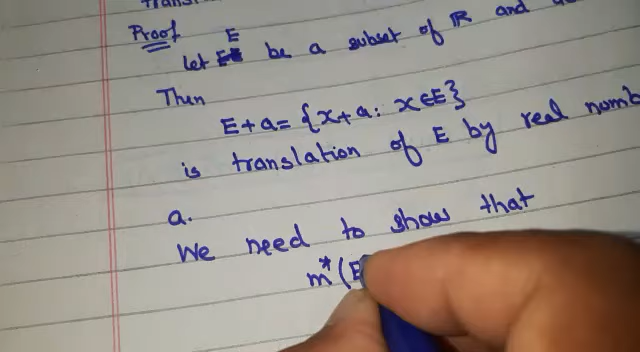 Proof
Let E be a subset of ℝ and
Then
E+a={x+a: x∈E}
is translation of E by real numb
a.
We need to show that
m*(E